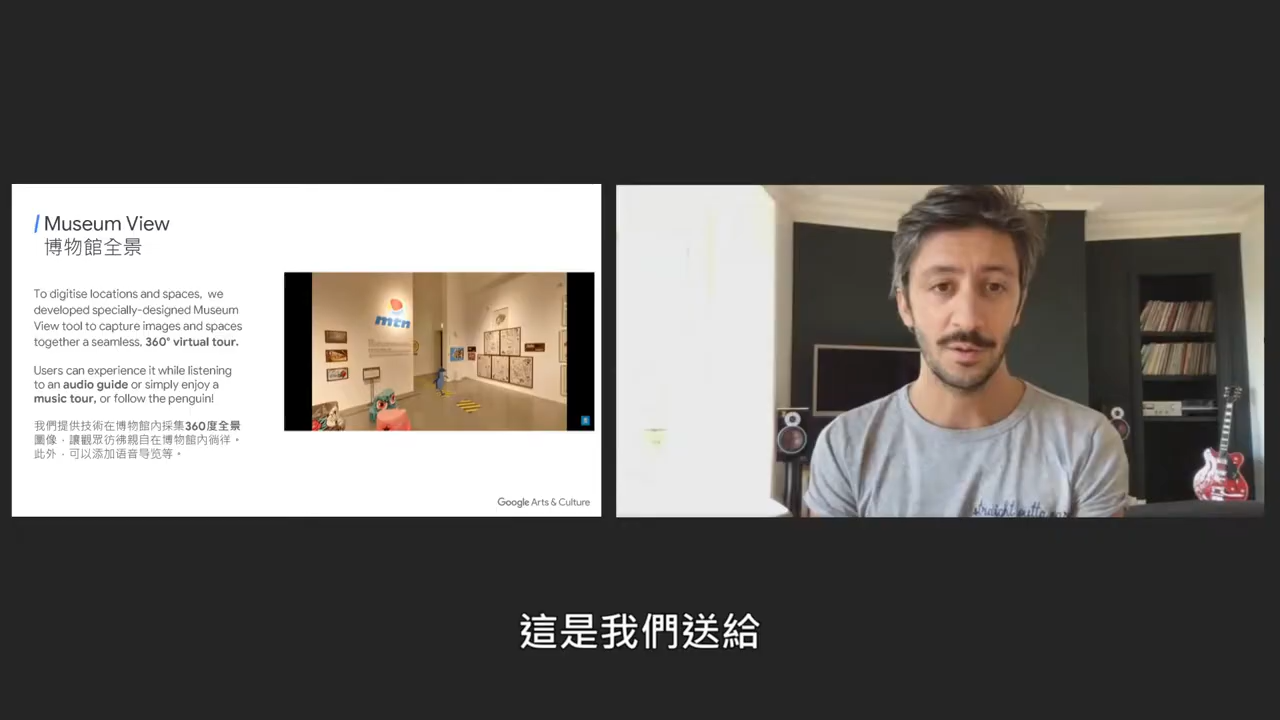 Museum View
博物館全景
To digitise locations and spaces, we
developed specially-designed Museum
View tool to capture images and spaces
together a seamless, 360° virtual tour.
Users can experience it while listening
to an audio guide or simply enjoy a
music tour, or follow the penguin!
我們提供技術在博物館內採集360度全景
圖像，讓觀眾彷彿親自在博物館內徜徉。
此外，可以添加语音导览等。
mtn
Google Arts & Culture
straight outta
這是我們送給